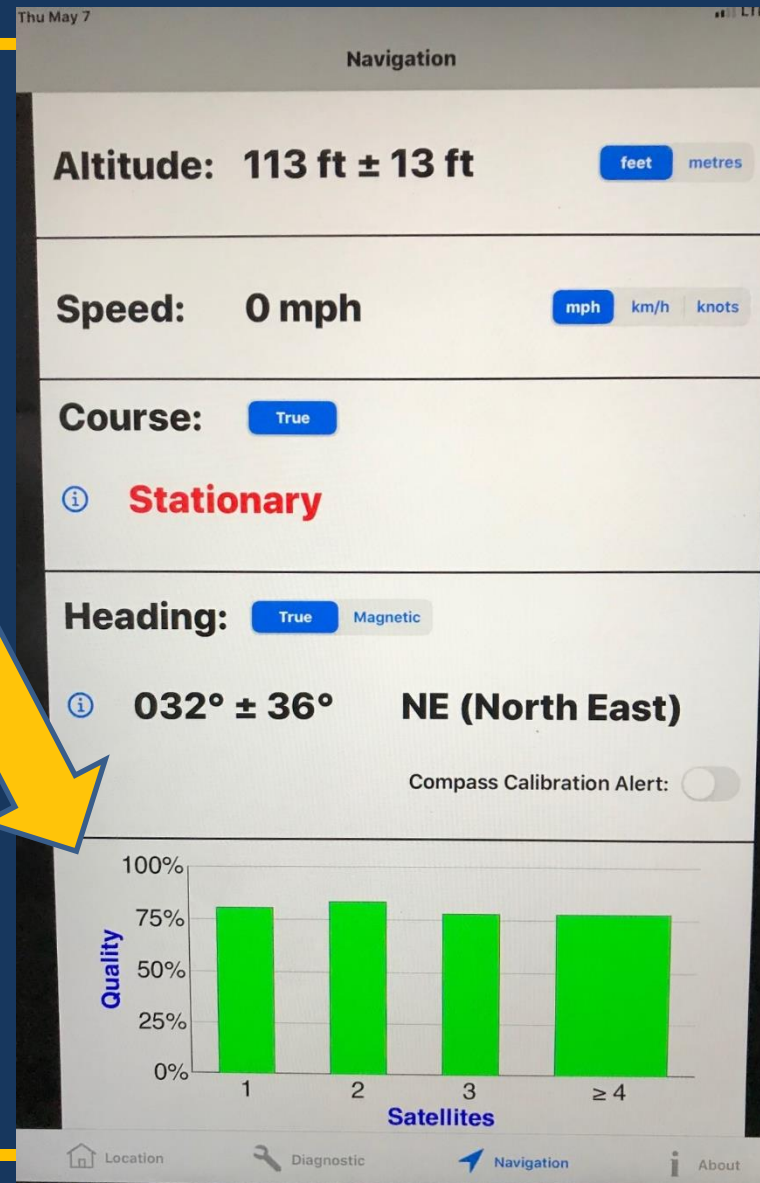 Thu May 7
Navigation
Altitude: 113 ft ± 13 ft feet metres
Speed: 0 mph mph km/h knots
Course: True
Stationary
Heading: True Magnetic
032° ± 36° NE (North East)
Compass Calibration Alert:
100%
75%
50%
25%
0%
Quality
1 2 3 ≥ 4
Satellites
Location Diagnostic Navigation About